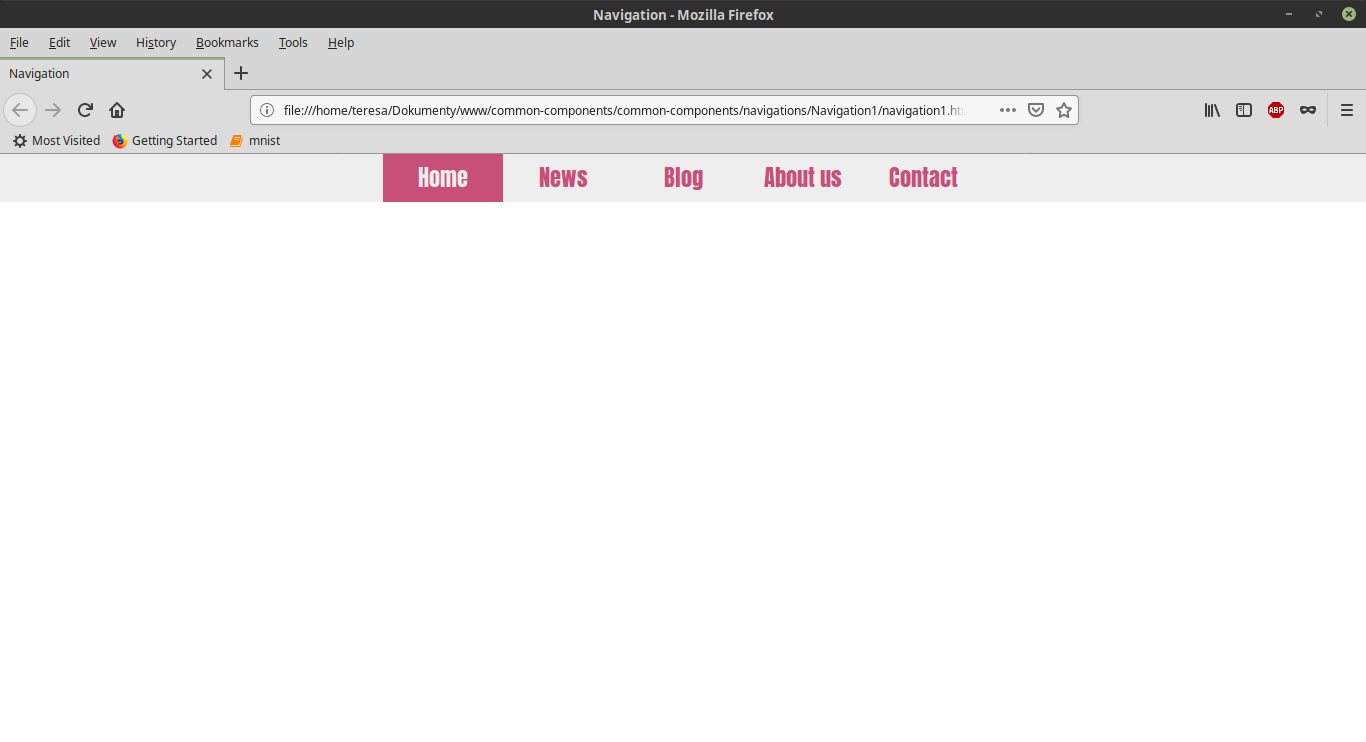 Navigation - Mozilla Firefox
File Edit View History Bookmarks Tools Help
Navigation
file:///home/teresa/Dokumenty/www/common-components/common-components/navigations/Navigation1/navigation1.ht
ABP
Most Visited Getting Started mnist
Home News Blog About us Contact